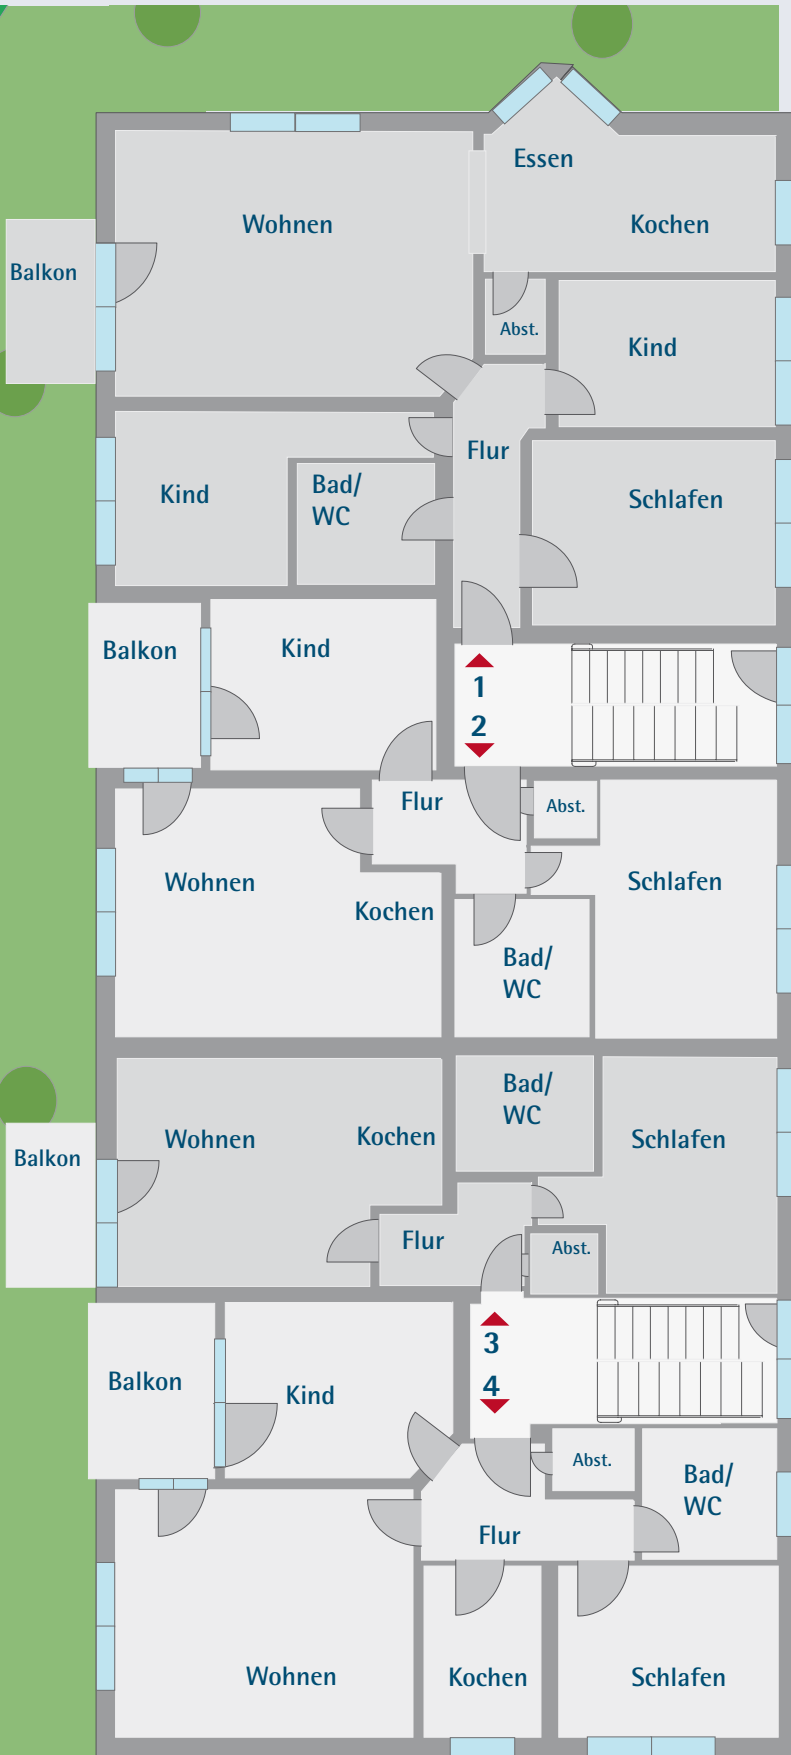 Essen
Wohnen
Kochen
Balkon
Abst.
Kind
Flur
Kind
Bad/
WC
Schlafen
Balkon
Kind
1
2
Flur
Abst.
Wohnen
Schlafen
Kochen
Bad/
WC
Bad/
WC
Wohnen
Kochen
Schlafen
Balkon
Flur
Abst.
3
4
Balkon
Kind
Abst.
Bad/
WC
Flur
Wohnen
Kochen
Schlafen